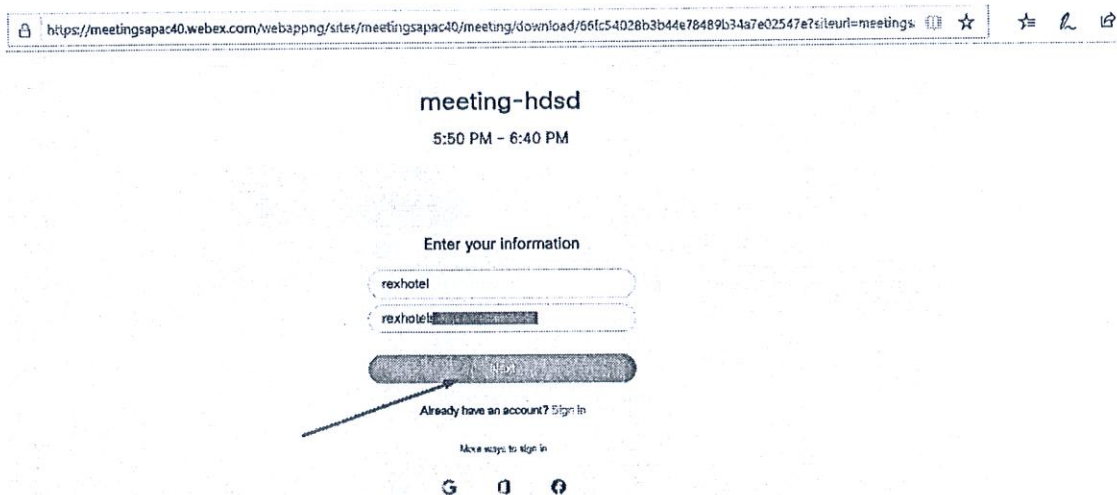 https://meetingsapac40.webex.com/webappng/sites/meetingsapac40/meeting/download/66fc54028b3b44e78489b34a7e02547e?siteurl=meetings
meeting-hdsd
5:50 PM - 6:40 PM
Enter your information
rexhotel
rexhotels
Next
Already have an account? Sign in
More ways to sign in